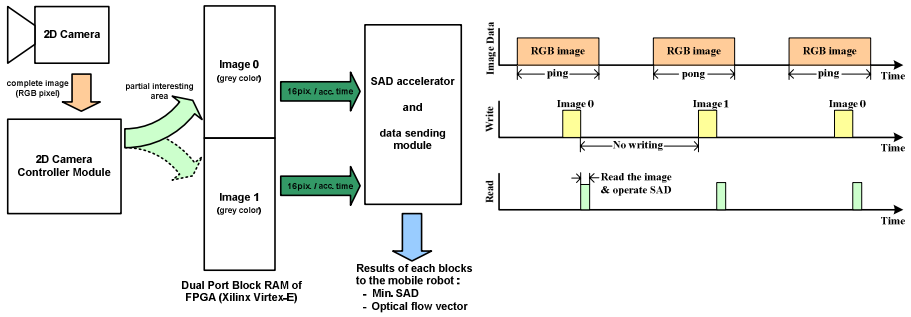 2D Camera
complete image
(RGB pixel)
partial interesting
area
2D Camera
Controller Module
Image 0
(grey color)
Image 1
(grey color)
16pix. / acc. time
16pix. / acc. time
SAD accelerator
and
data sending
module
Dual Port Block RAM of
FPGA (Xilinx Virtex-E)
Results of each blocks
to the mobile robot :
- Min. SAD
- Optical flow vector
Image Data
RGB image
RGB image
RGB image
ping
pong
ping
Time
Write
Image 0
Image 1
Image 0
No writing
Time
Read
Read the image
& operate SAD
Time